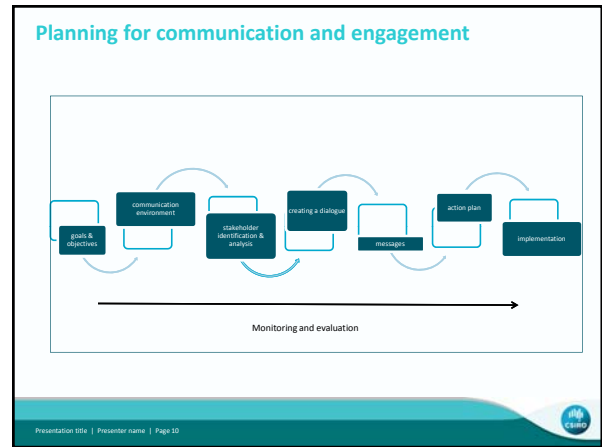 Planning for communication and engagement
goals &
objectives
communication
environment
stakeholder
identification &
analysis
creating a dialogue
messages
action plan
implementation
Monitoring and evaluation
Presentation title | Presenter name | Page 10
CSIRO